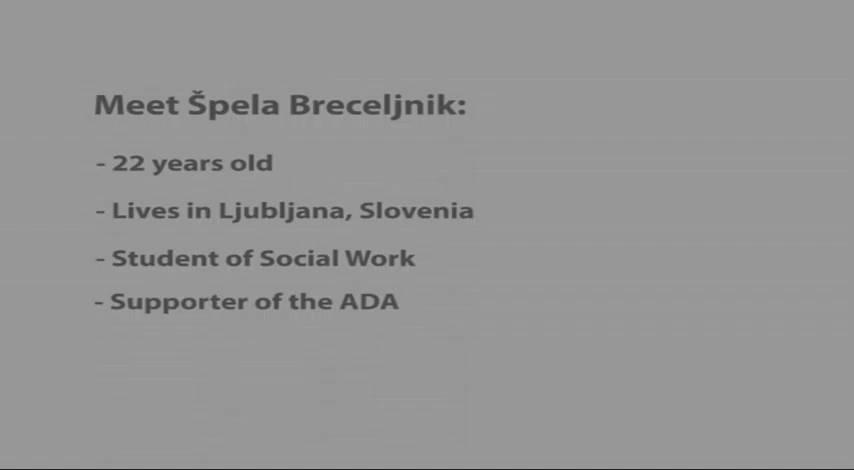 Meet Špela Breceljnik:
- 22 years old
- Lives in Ljubljana, Slovenia
- Student of Social Work
- Supporter of the ADA